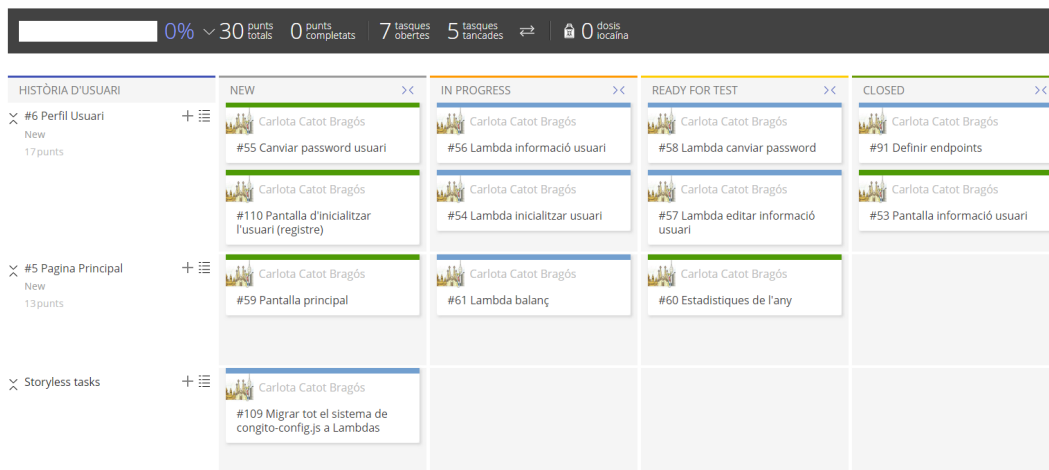 0% 30 punts totals 0 punts completats 7 tasques obertes 5 tasques tancades 0 dosis iocaína
HISTÒRIA D'USUARI NEW IN PROGRESS READY FOR TEST CLOSED
#6 Perfil Usuari
New
17 punts
Carlota Catot Bragós
#55 Canviar password usuari
Carlota Catot Bragós
#110 Pantalla d'inicialitzar
l'usuari (registre)
Carlota Catot Bragós
#56 Lambda informació usuari
Carlota Catot Bragós
#54 Lambda inicialitzar usuari
Carlota Catot Bragós
#58 Lambda canviar password
Carlota Catot Bragós
#57 Lambda editar informació
usuari
Carlota Catot Bragós
#91 Definir endpoints
Carlota Catot Bragós
#53 Pantalla informació usuari
#5 Pagina Principal
New
13 punts
Carlota Catot Bragós
#59 Pantalla principal
Carlota Catot Bragós
#61 Lambda balanç
Carlota Catot Bragós
#60 Estadistiques de l'any
Storyless tasks
Carlota Catot Bragós
#109 Migrar tot el sistema de
congito-config.js a Lambdas